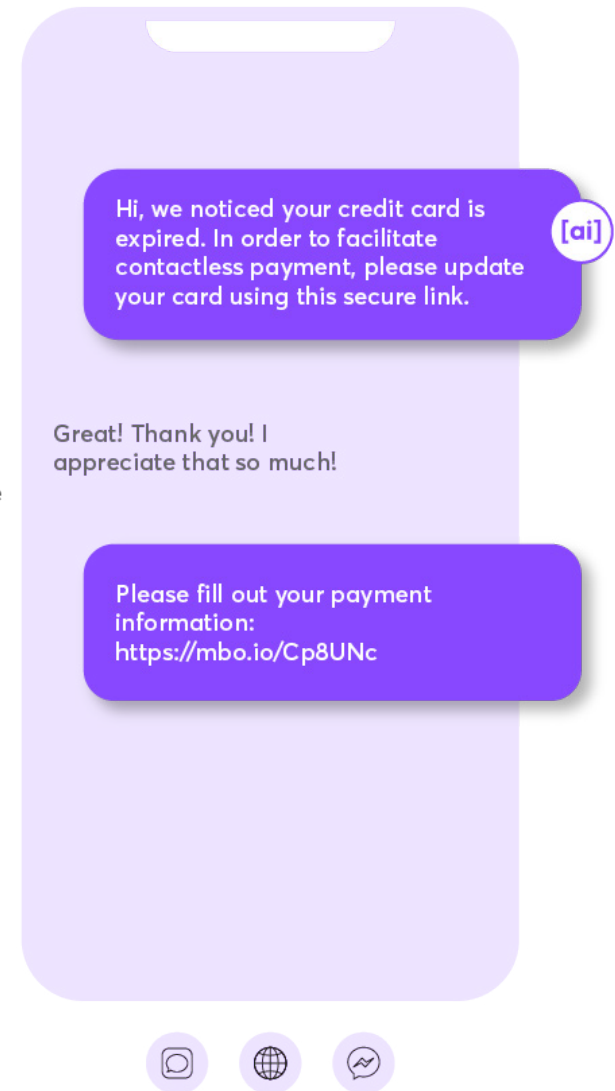 Hi, we noticed your credit card is
expired. In order to facilitate
contactless payment, please update
your card using this secure link.
[ai]
Great! Thank you! I
appreciate that so much!
Please fill out your payment
information:
https://mbo.io/Cp8UNc